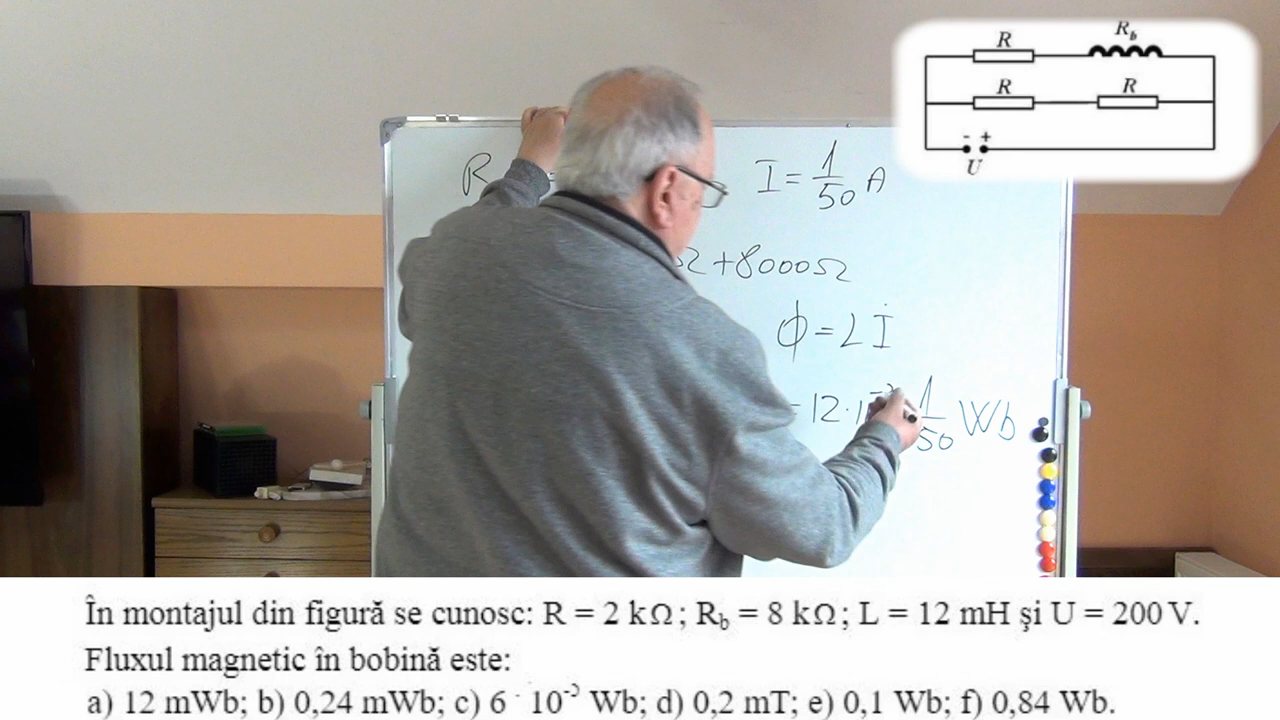 R R_b
R R
- +
U
R
I = 1/50 A
Ω + 8000Ω
ϕ = L I
= 12 · 1/50 Wb
În montajul din figură se cunosc: R = 2 kΩ ; R_b = 8 kΩ ; L = 12 mH şi U = 200 V.
Fluxul magnetic în bobină este:
a) 12 mWb; b) 0,24 mWb; c) 6 · 10⁻⁵ Wb; d) 0,2 mT; e) 0,1 Wb; f) 0,84 Wb.